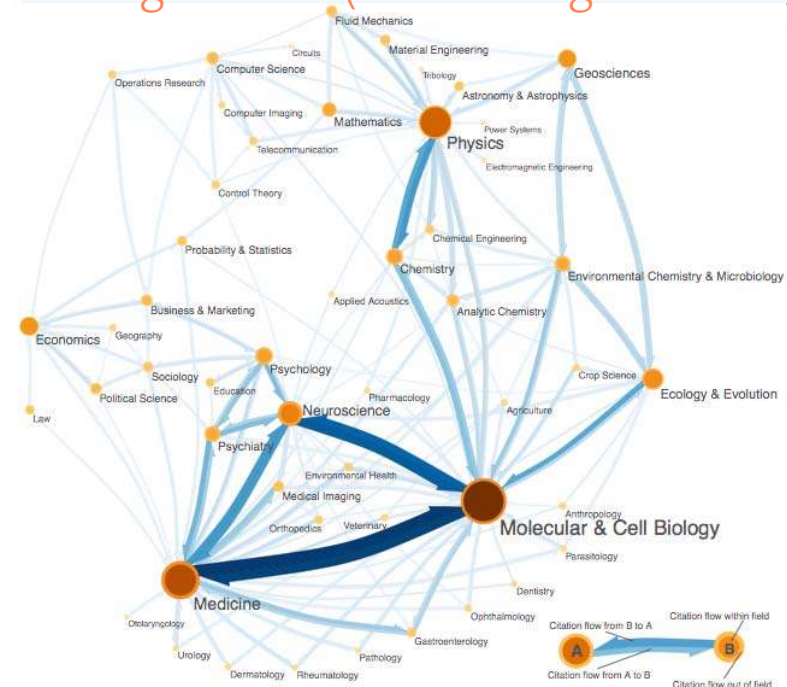 Fluid Mechanics
Circuits
Material Engineering
Computer Science
Tribology
Geosciences
Operations Research
Astronomy & Astrophysics
Computer Imaging
Mathematics
Power Systems
Physics
Telecommunication
Electromagnetic Engineering
Control Theory
Chemical Engineering
Probability & Statistics
Chemistry
Environmental Chemistry & Microbiology
Applied Acoustics
Business & Marketing
Analytic Chemistry
Geography
Economics
Psychology
Sociology
Crop Science
Education
Ecology & Evolution
Political Science
Pharmacology
Law
Neuroscience
Agriculture
Psychiatry
Environmental Health
Medical Imaging
Anthropology
Orthopedics
Veterinary
Molecular & Cell Biology
Parasitology
Dentistry
Medicine
Ophthalmology
Otolaryngology
Citation flow from B to A
Citation flow within field
Gastroenterology
A
B
Urology
Pathology
Citation flow from A to B
Dermatology
Rheumatology
Citation flow out of field